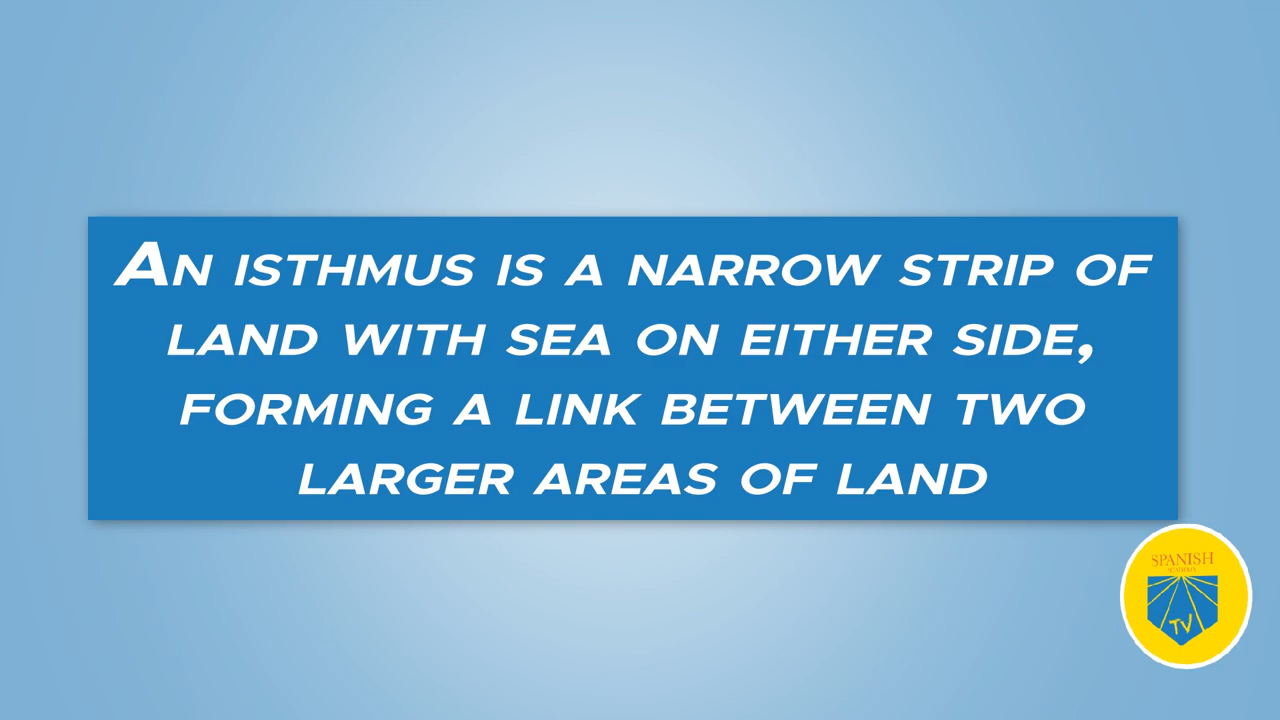 An isthmus is a narrow strip of
land with sea on either side,
forming a link between two
larger areas of land
SPANISH
ACADEMY
TV